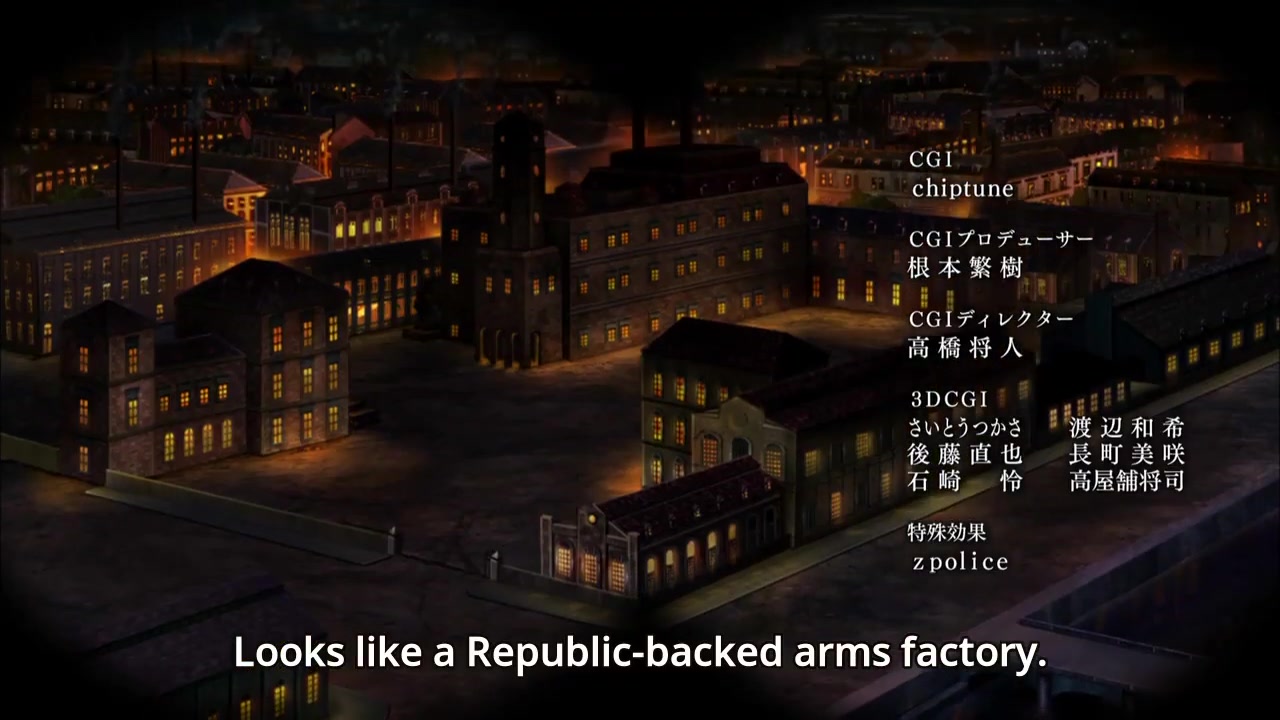 CGI
chiptune
CGIプロデューサー
根本繁樹
CGIディレクター
高橋将人
3DCGI
さいとうつかさ 渡辺和希
後藤直也 長町美咲
石崎 怜 高屋舗将司
特殊効果
zpolice
Looks like a Republic-backed arms factory.